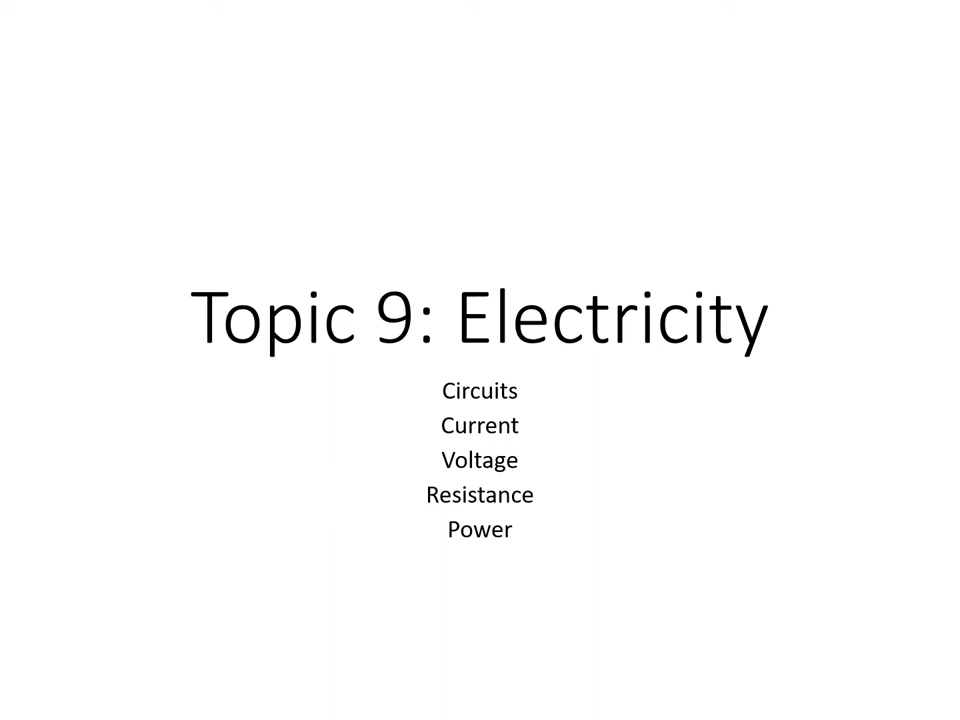 Topic 9: Electricity
Circuits
Current
Voltage
Resistance
Power